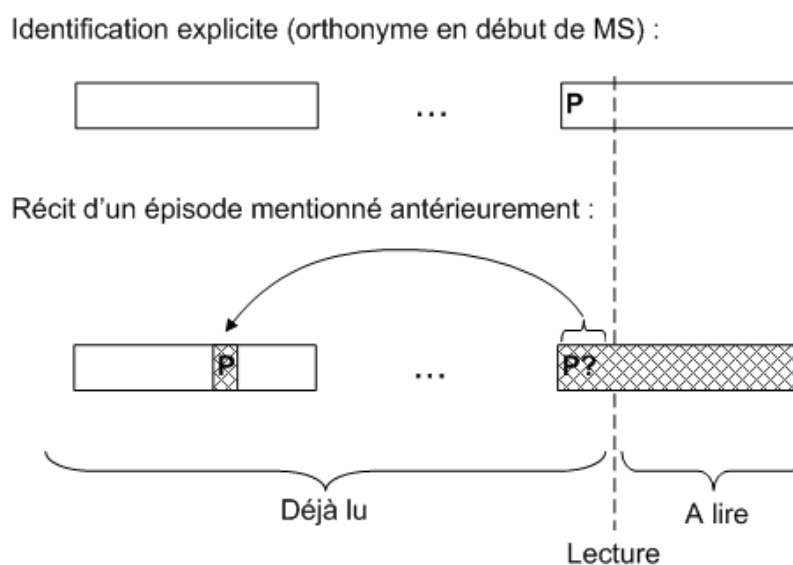 Identification explicite (orthonyme en début de MS) :
... P
Récit d'un épisode mentionné antérieurement :
P ... P?
Déjà lu
A lire
Lecture